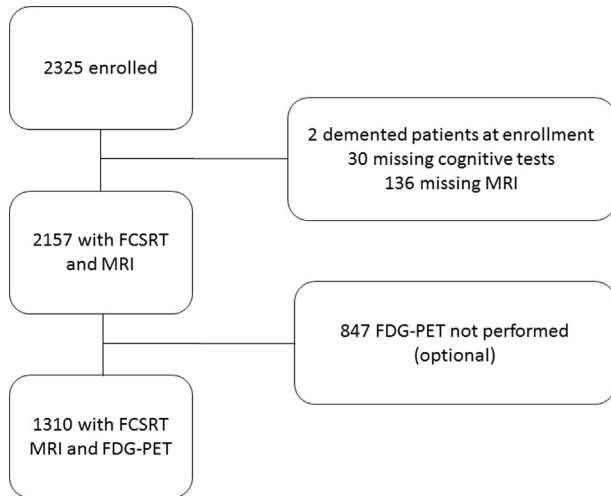 2325 enrolled
2 demented patients at enrollment
30 missing cognitive tests
136 missing MRI
2157 with FCSRT
and MRI
847 FDG-PET not performed
(optional)
1310 with FCSRT
MRI and FDG-PET